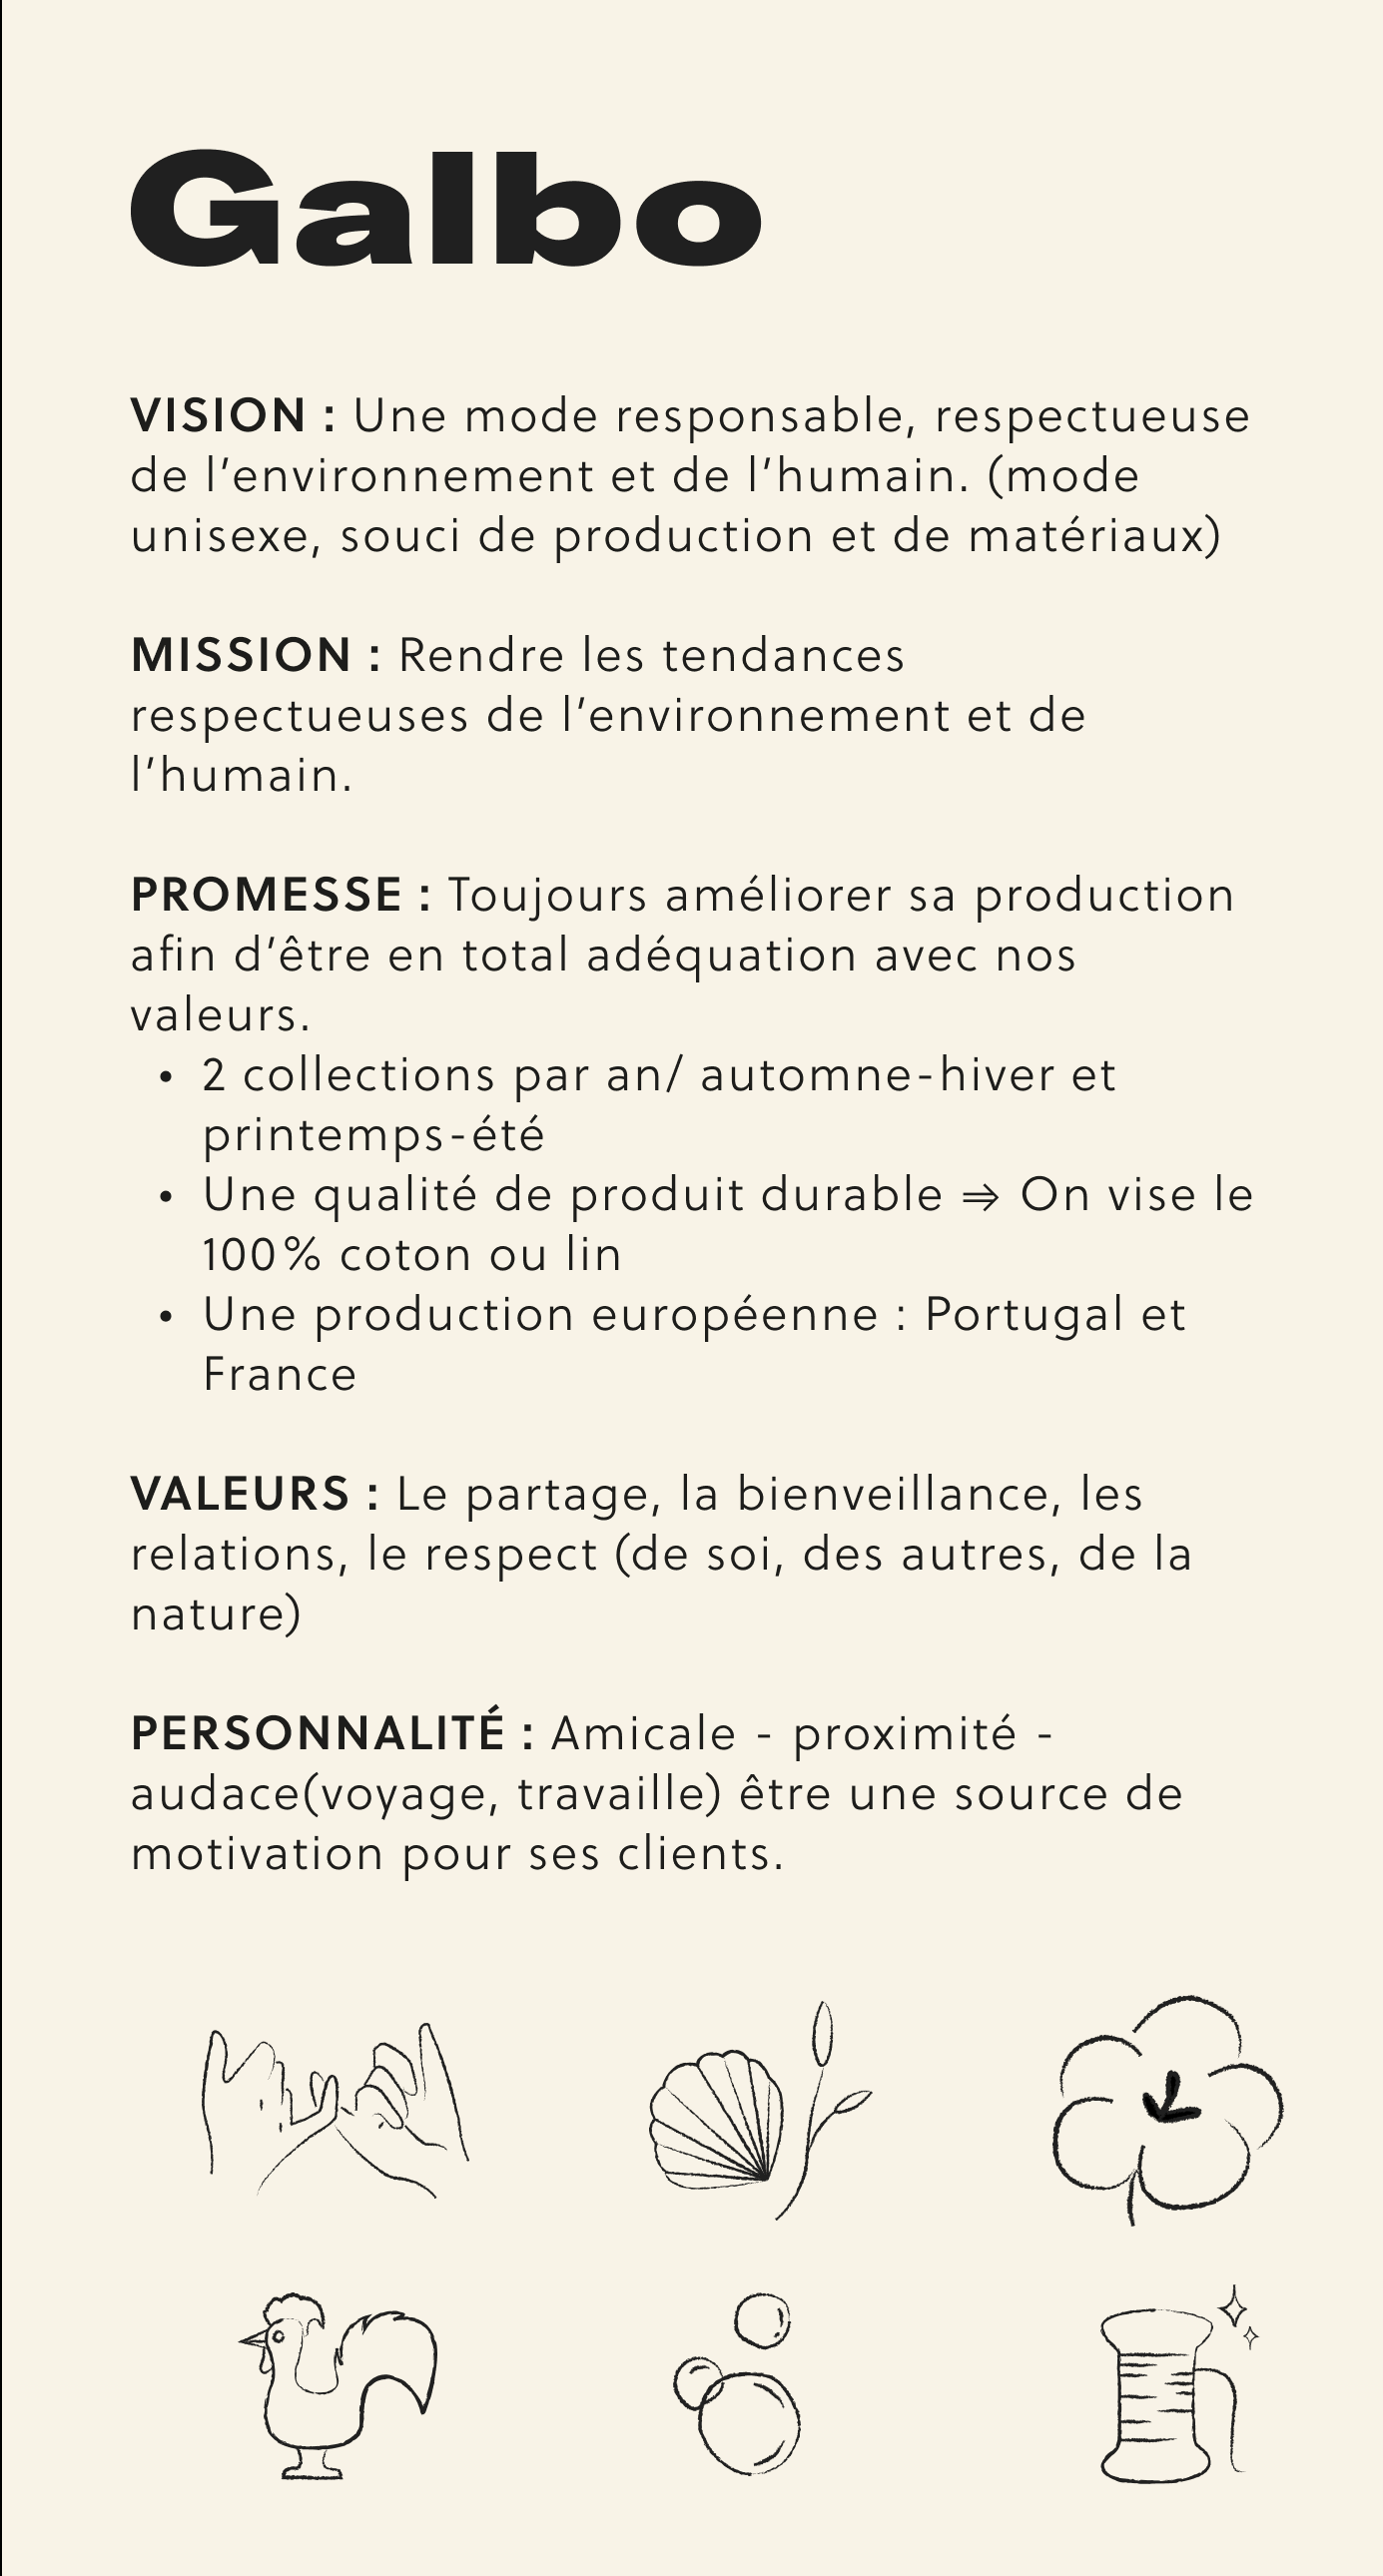 Galbo
VISION : Une mode responsable, respectueuse
de l’environnement et de l’humain. (mode
unisexe, souci de production et de matériaux)
MISSION : Rendre les tendances
respectueuses de l’environnement et de
l’humain.
PROMESSE : Toujours améliorer sa production
afin d’être en total adéquation avec nos
valeurs.
• 2 collections par an/ automne-hiver et
printemps-été
• Une qualité de produit durable ⇒ On vise le
100% coton ou lin
• Une production européenne : Portugal et
France
VALEURS : Le partage, la bienveillance, les
relations, le respect (de soi, des autres, de la
nature)
PERSONNALITÉ : Amicale - proximité -
audace(voyage, travaille) être une source de
motivation pour ses clients.